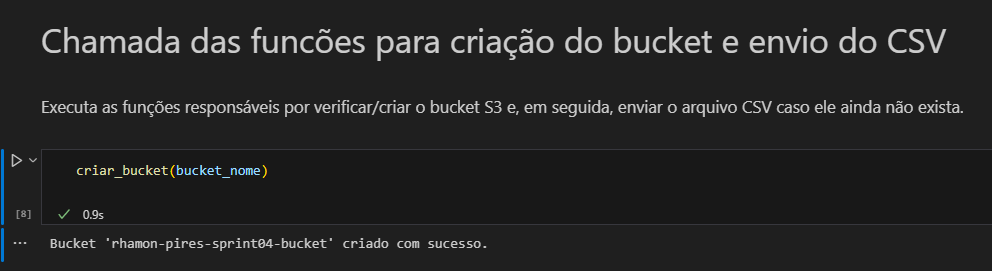 Chamada das funcões para criação do bucket e envio do CSV
Executa as funções responsáveis por verificar/criar o bucket S3 e, em seguida, enviar o arquivo CSV caso ele ainda não exista.
criar_bucket(bucket_nome)
[8] 0.9s
Bucket 'rhamon-pires-sprint04-bucket' criado com sucesso.